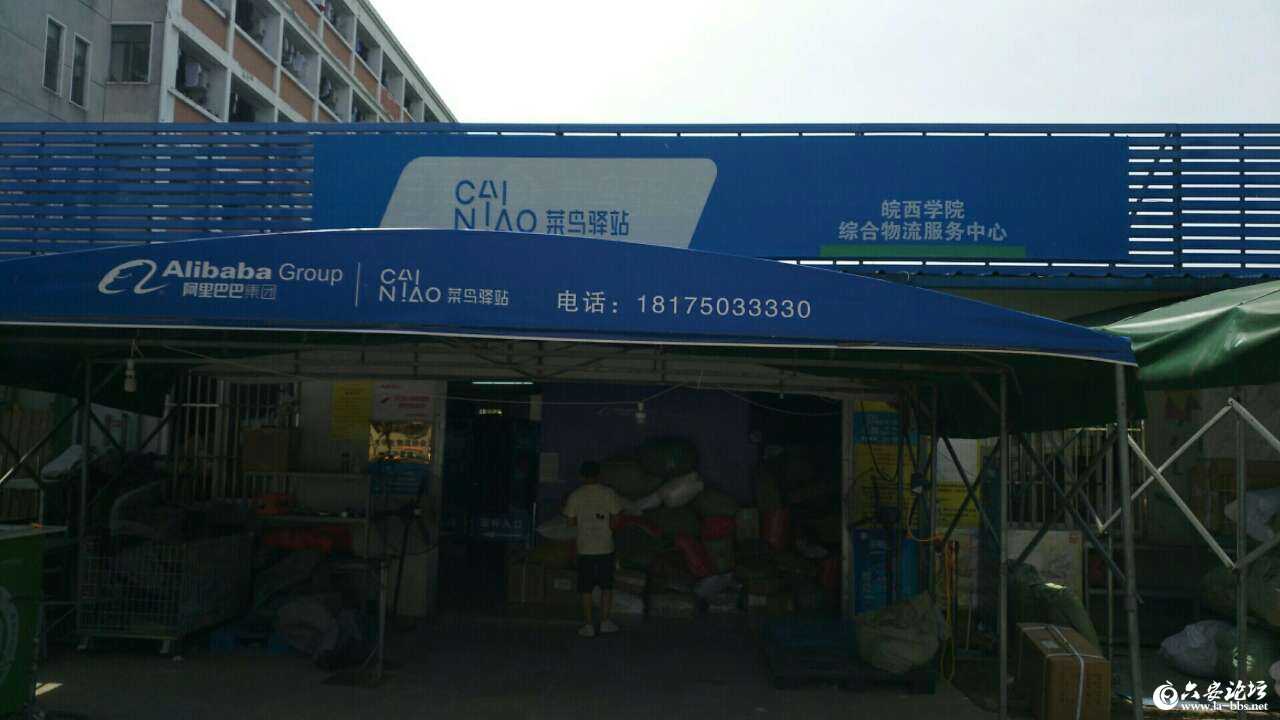 CAI
NIAO 菜鸟驿站
皖西学院
综合物流服务中心
Alibaba Group
阿里巴巴集团
CAI
NIAO 菜鸟驿站
电话：18175033330
六安论坛
www.la-bbs.net